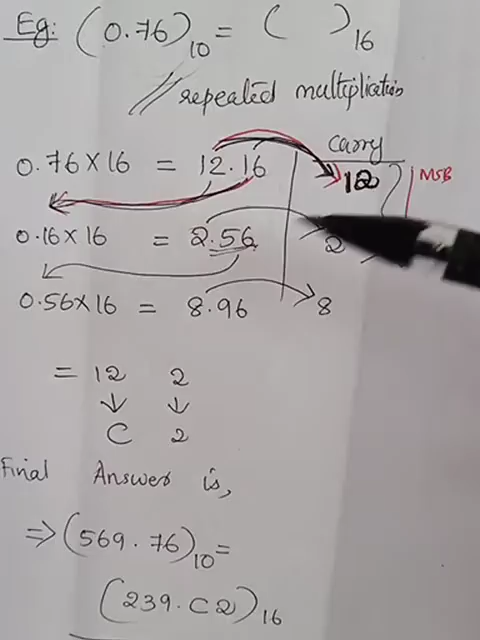 Eg: (0.76)10 = ( )16
// repeated multiplication
Carry
0.76 X 16 = 12.16 12 MSB
0.16 X 16 = 2.56 2
0.56 X 16 = 8.96 8
= 12 2
↓ ↓
C 2
Final Answer is,
⇒ (569.76)10 =
(239.C2)16